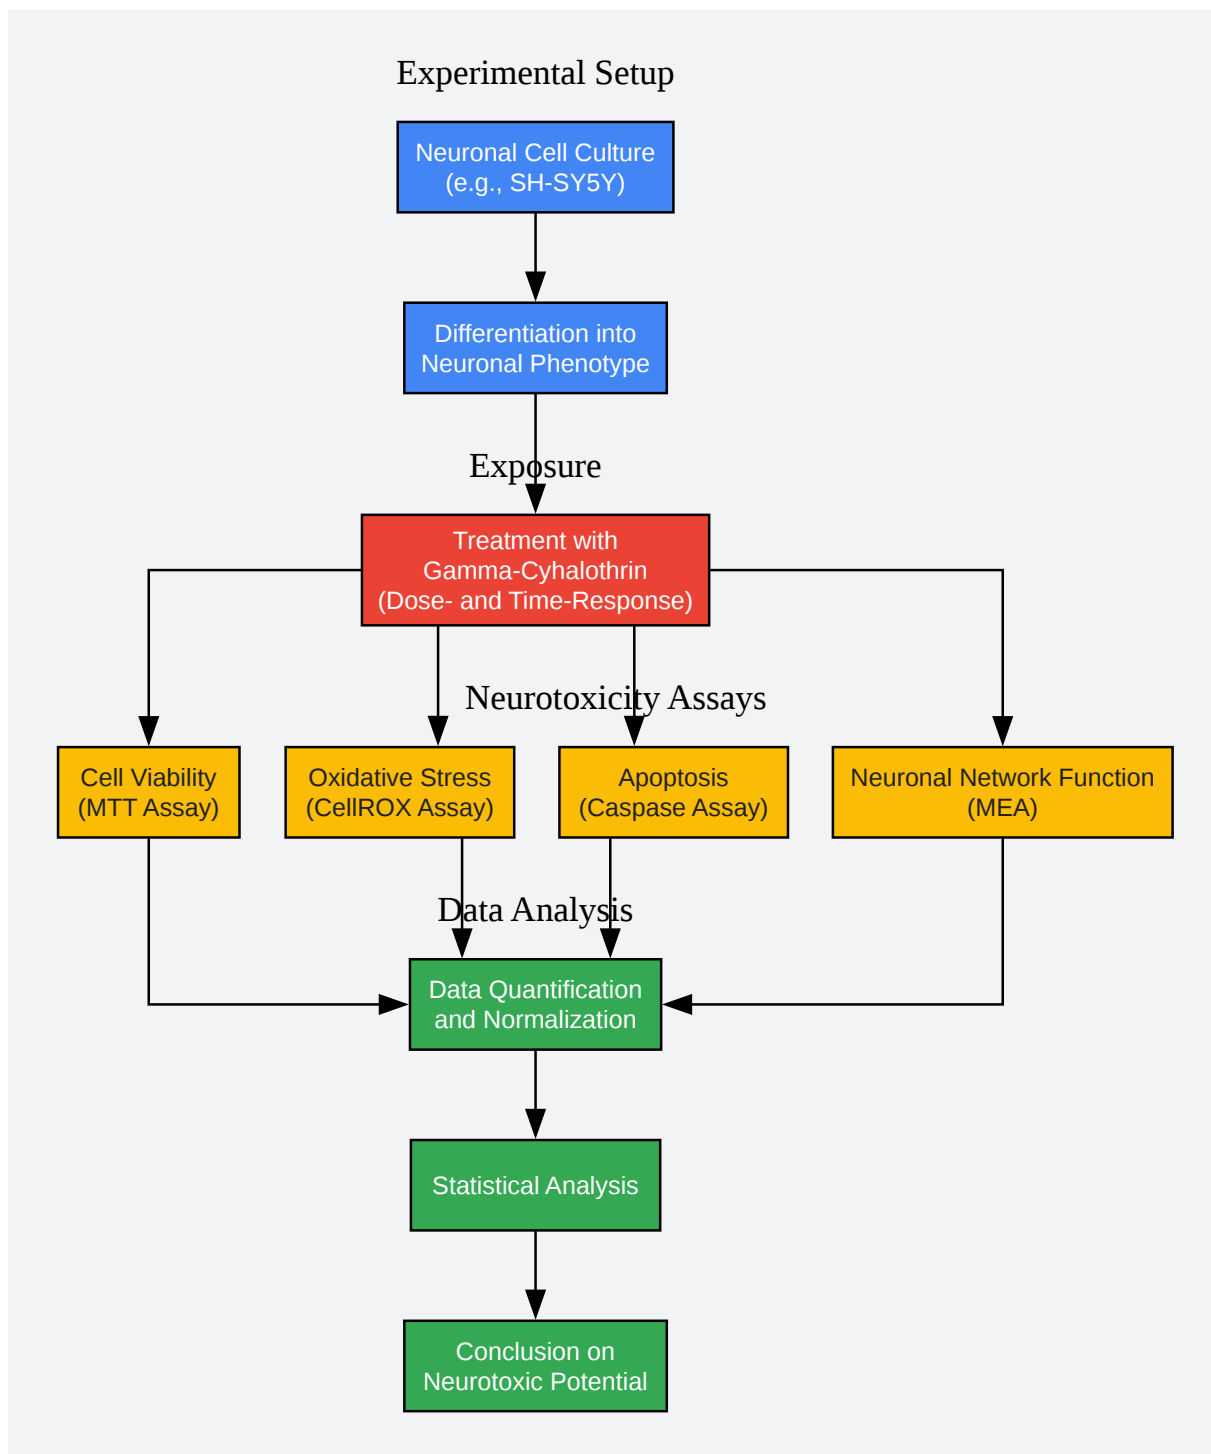 Experimental Setup
Neuronal Cell Culture
(e.g., SH-SY5Y)
Differentiation into
Neuronal Phenotype
Exposure
Treatment with
Gamma-Cyhalothrin
(Dose- and Time-Response)
Neurotoxicity Assays
Cell Viability
(MTT Assay)
Oxidative Stress
(CellROX Assay)
Apoptosis
(Caspase Assay)
Neuronal Network Function
(MEA)
Data Analysis
Data Quantification
and Normalization
Statistical Analysis
Conclusion on
Neurotoxic Potential